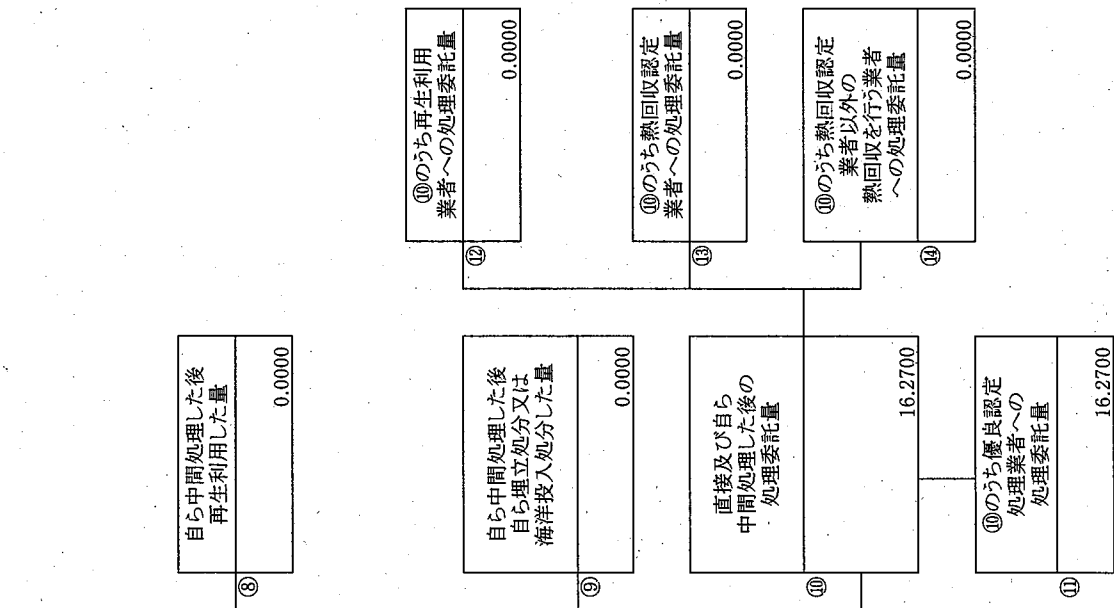 ⑧
自ら中間処理した後
再生利用した量
0.0000
⑨
自ら中間処理した後
自ら埋立処分又は
海洋投入処分した量
0.0000
⑩
直接及び自ら
中間処理した後の
処理委託量
16.2700
⑪
⑩のうち優良認定
処理業者への
処理委託量
16.2700
⑫
⑩のうち再生利用
業者への処理委託量
0.0000
⑬
⑩のうち熱回収認定
業者への処理委託量
0.0000
⑭
⑩のうち熱回収認定
業者以外の
熱回収を行う業者
への処理委託量
0.0000